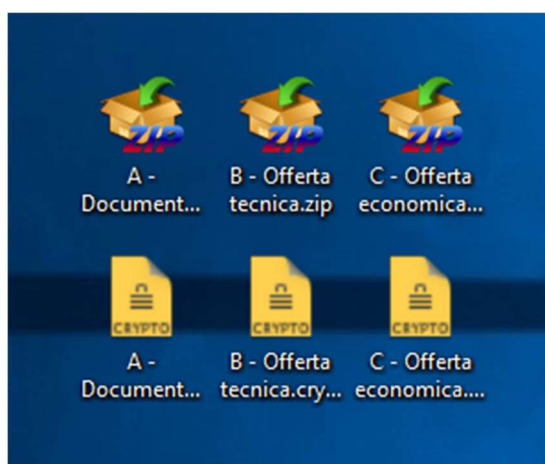 ZIP ZIP ZIP
A - B - Offerta C - Offerta
Document... tecnica.zip economica...
CRYPTO CRYPTO CRYPTO
A - B - Offerta C - Offerta
Document... tecnica.cry... economica....